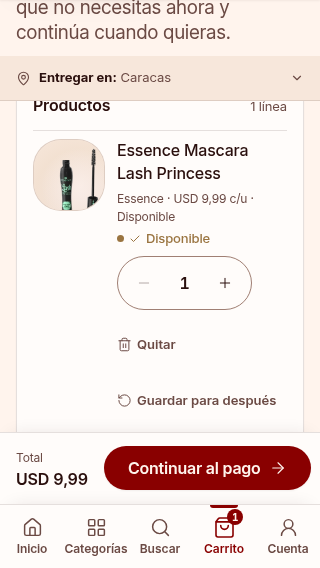 que no necesitas ahora y
continúa cuando quieras.
Entregar en: Caracas
Productos
1 línea
Essence Mascara
Lash Princess
Essence · USD 9,99 c/u ·
Disponible
Disponible
1
Quitar
Guardar para después
Total
USD 9,99
Continuar al pago
1
Inicio
Categorías
Buscar
Carrito
Cuenta